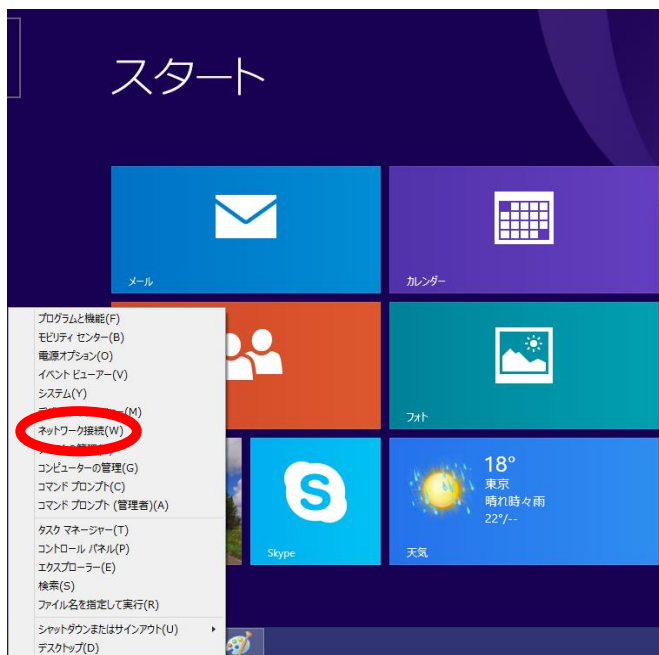 スタート
メール
カレンダー
フォト
Skype
18°
東京
晴れ時々雨
22°/--
天気
プログラムと機能(F)
モビリティ センター(B)
電源オプション(O)
イベント ビューアー(V)
システム(Y)
(M)
ネットワーク接続(W)
コンピューターの管理(G)
コマンド プロンプト(C)
コマンド プロンプト (管理者)(A)
タスク マネージャー(T)
コントロール パネル(P)
エクスプローラー(E)
検索(S)
ファイル名を指定して実行(R)
シャットダウンまたはサインアウト(U)
デスクトップ(D)